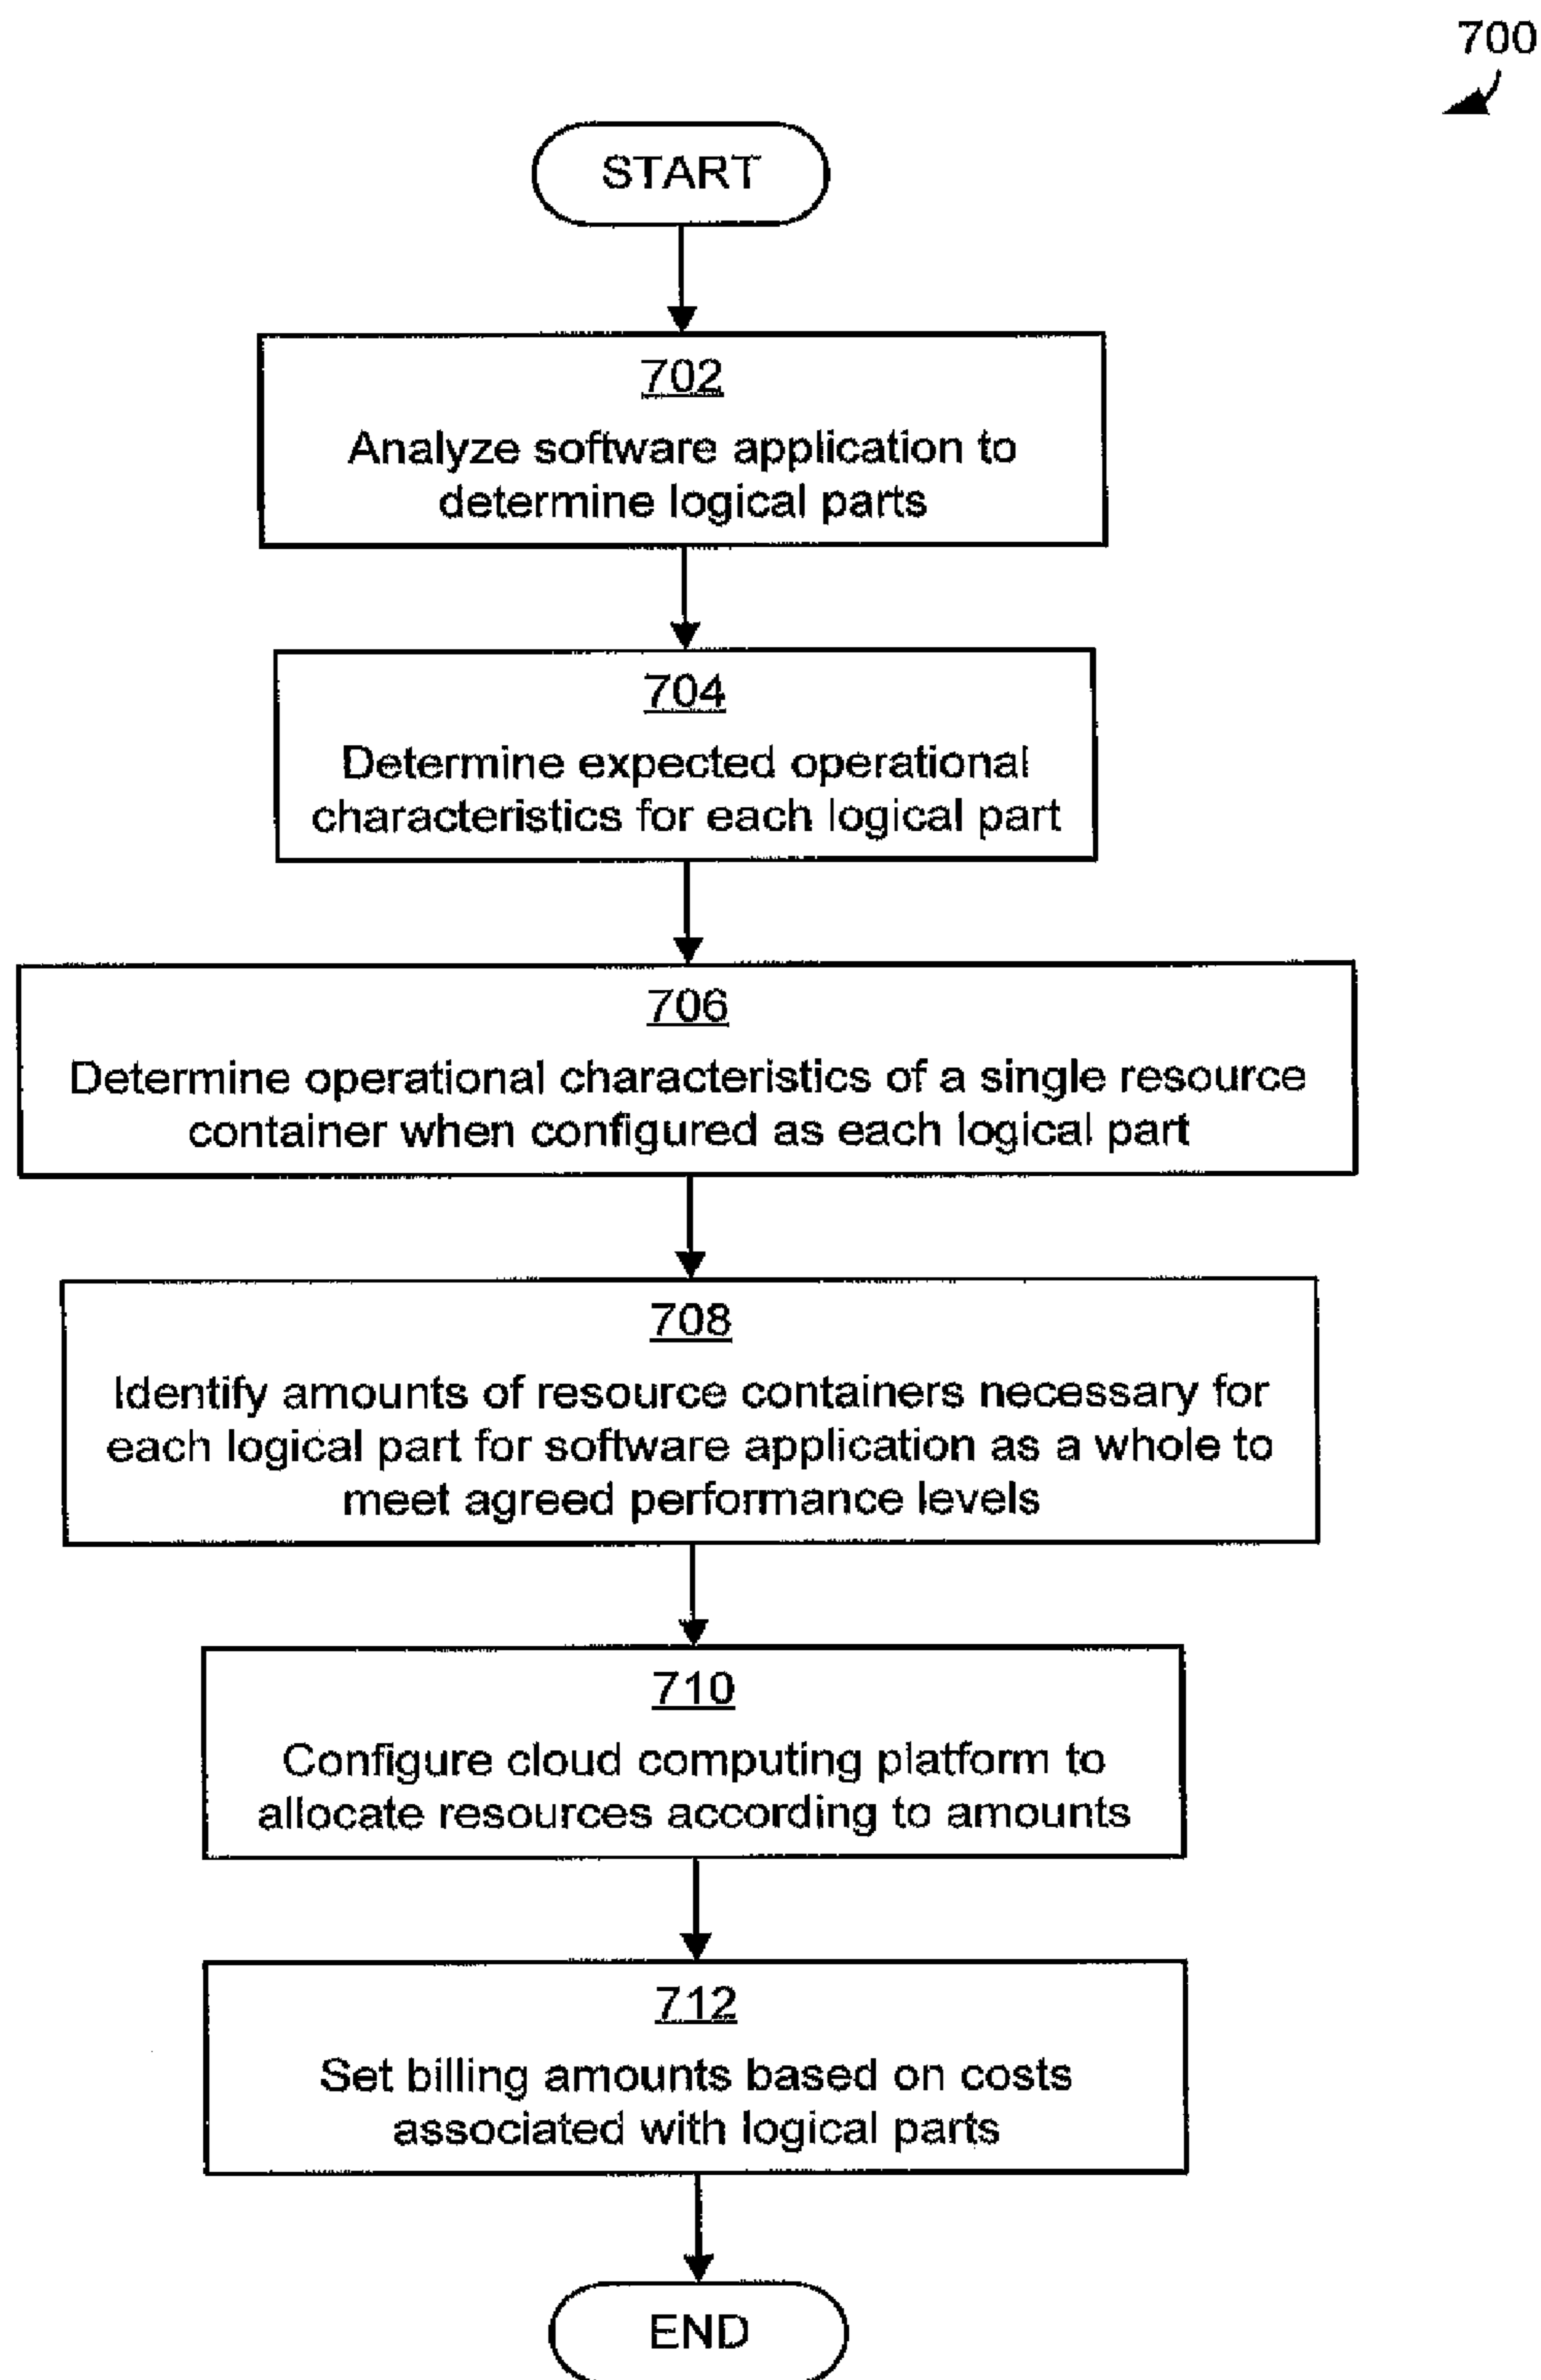 700
START
702
Analyze software application to
determine logical parts
704
Determine expected operational
characteristics for each logical part
706
Determine operational characteristics of a single resource
container when configured as each logical part
708
Identify amounts of resource containers necessary for
each logical part for software application as a whole to
meet agreed performance levels
710
Configure cloud computing platform to
allocate resources according to amounts
712
Set billing amounts based on costs
associated with logical parts
END